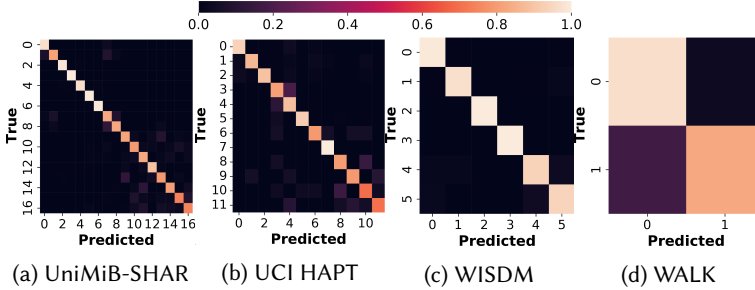 0.0 0.2 0.4 0.6 0.8 1.0
True
0 2 4 6 8 10 12 14 16
0 2 4 6 8 10 12 14 16
Predicted
(a) UniMiB-SHAR
True
0 1 2 3 4 5 6 7 8 9 10 11
0 2 4 6 8 10
Predicted
(b) UCI HAPT
True
0 1 2 3 4 5
0 1 2 3 4 5
Predicted
(c) WISDM
True
0 1
0 1
Predicted
(d) WALK